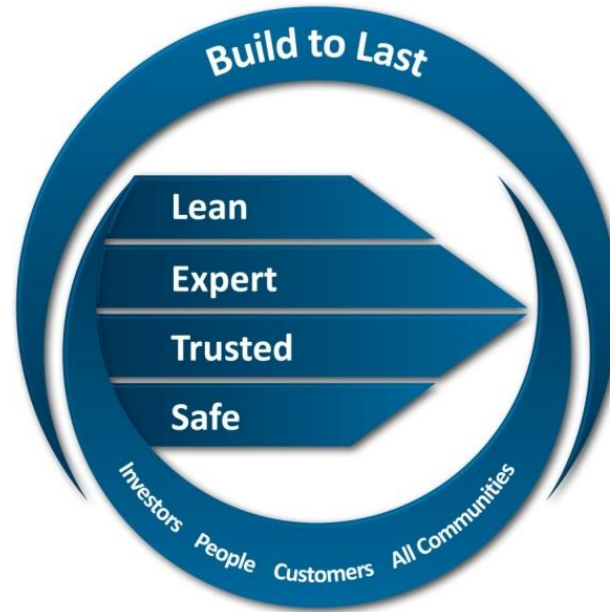 Build to Last
Lean
Expert
Trusted
Safe
Investors People Customers All Communities